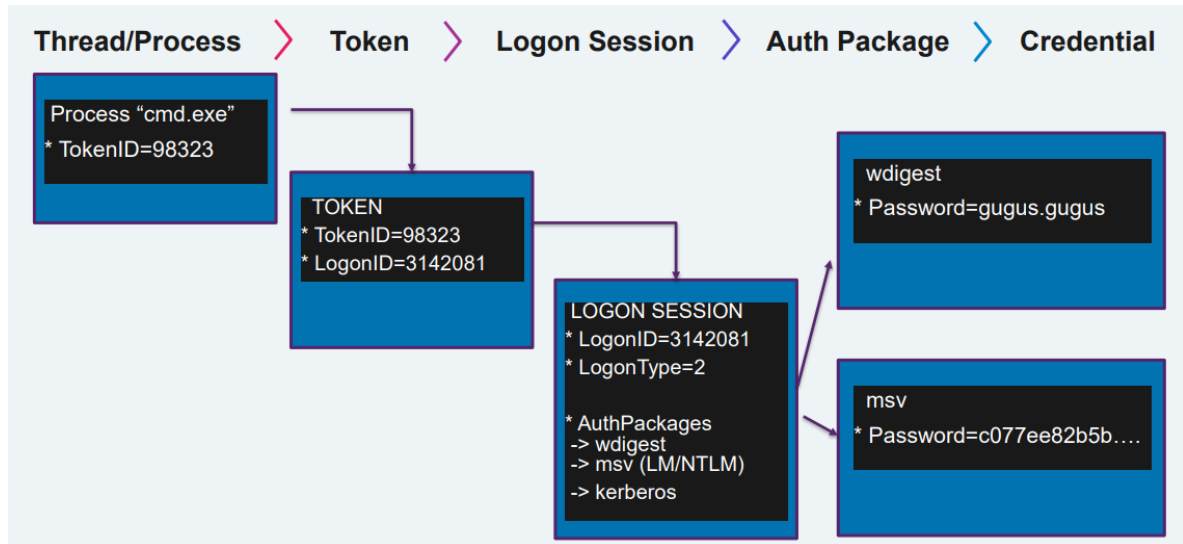 Thread/Process
Token
Logon Session
Auth Package
Credential
Process “cmd.exe”
* TokenID=98323
TOKEN
* TokenID=98323
* LogonID=3142081
LOGON SESSION
* LogonID=3142081
* LogonType=2
* AuthPackages
-> wdigest
-> msv (LM/NTLM)
-> kerberos
wdigest
* Password=gugus.gugus
msv
* Password=c077ee82b5b….